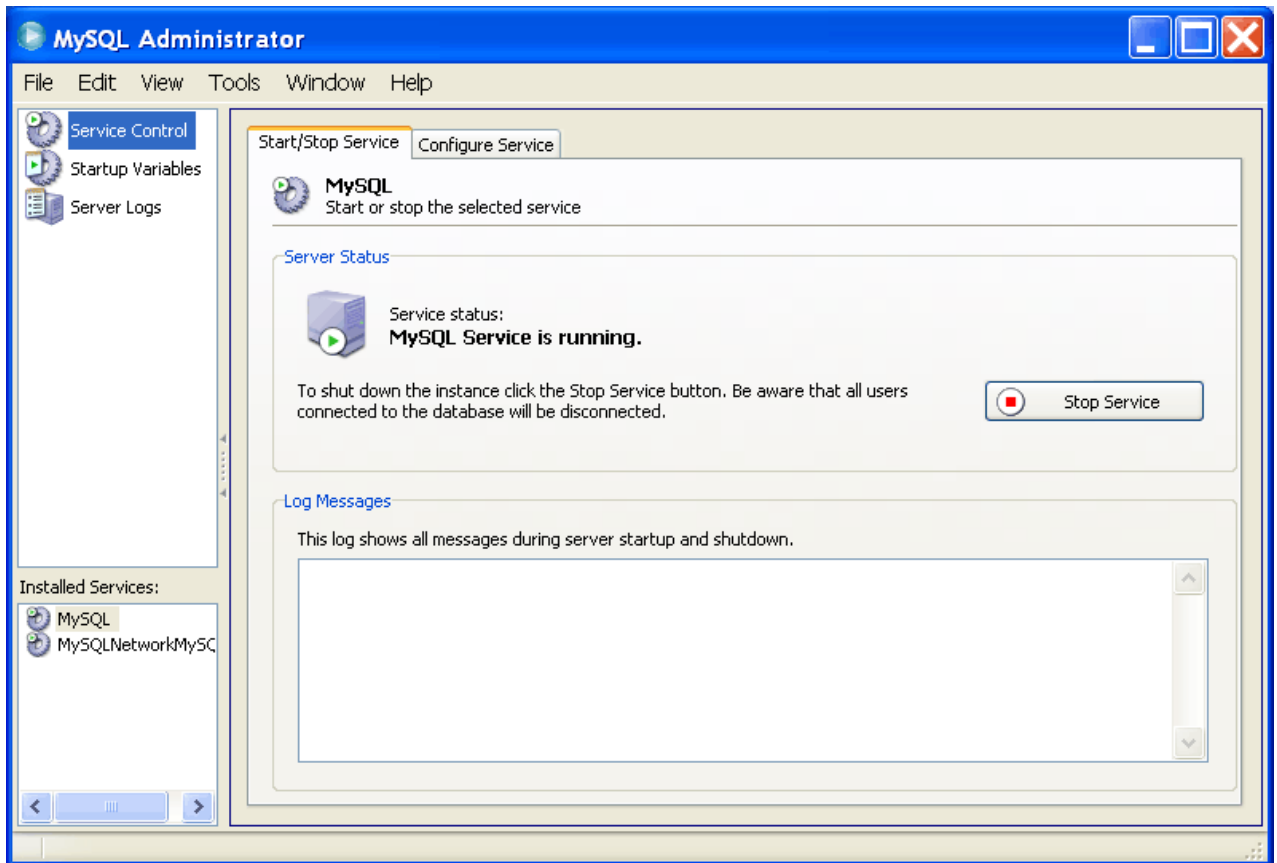 MySQL Administrator
File Edit View Tools Window Help
Service Control
Startup Variables
Server Logs
Installed Services:
MySQL
MySQLNetworkMySQ
Start/Stop Service Configure Service
MySQL
Start or stop the selected service
Server Status
Service status:
MySQL Service is running.
To shut down the instance click the Stop Service button. Be aware that all users
connected to the database will be disconnected.
Stop Service
Log Messages
This log shows all messages during server startup and shutdown.